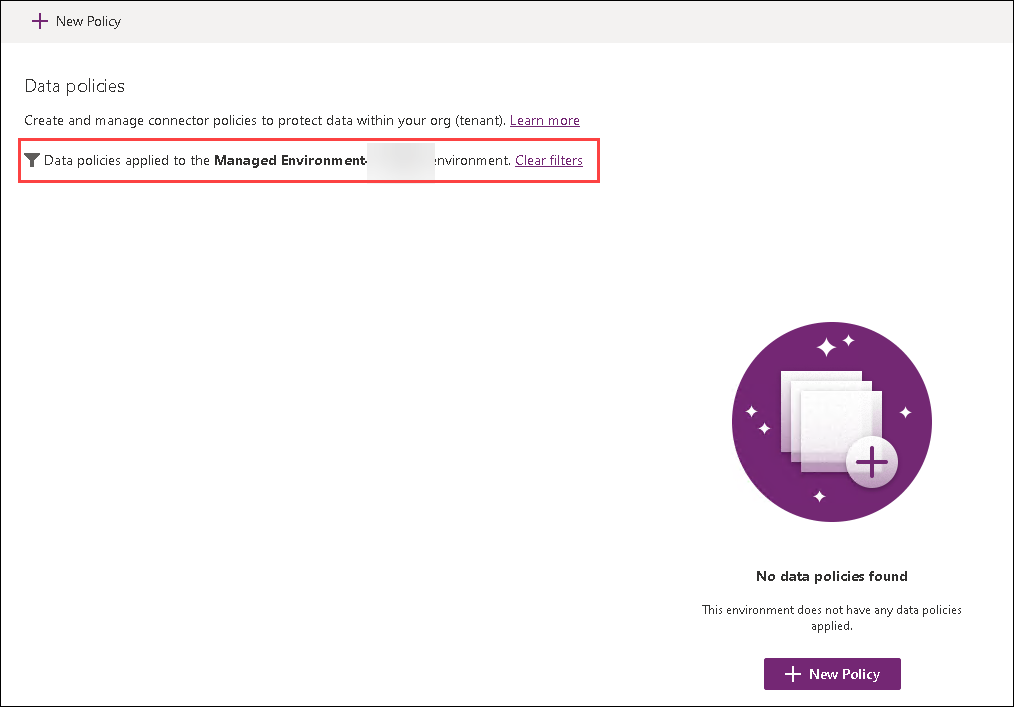 New Policy
Data policies
Create and manage connector policies to protect data within your org (tenant). Learn more
Data policies applied to the Managed Environment- environment. Clear filters
No data policies found
This environment does not have any data policies
applied.
New Policy